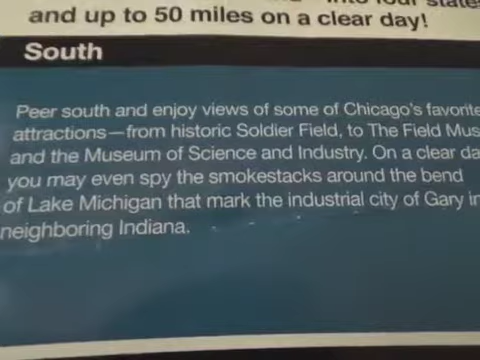 into four states
and up to 50 miles on a clear day!
South
Peer south and enjoy views of some of Chicago's favorite
attractions—from historic Soldier Field, to The Field Mus
and the Museum of Science and Industry. On a clear da
you may even spy the smokestacks around the bend
of Lake Michigan that mark the industrial city of Gary in
neighboring Indiana.